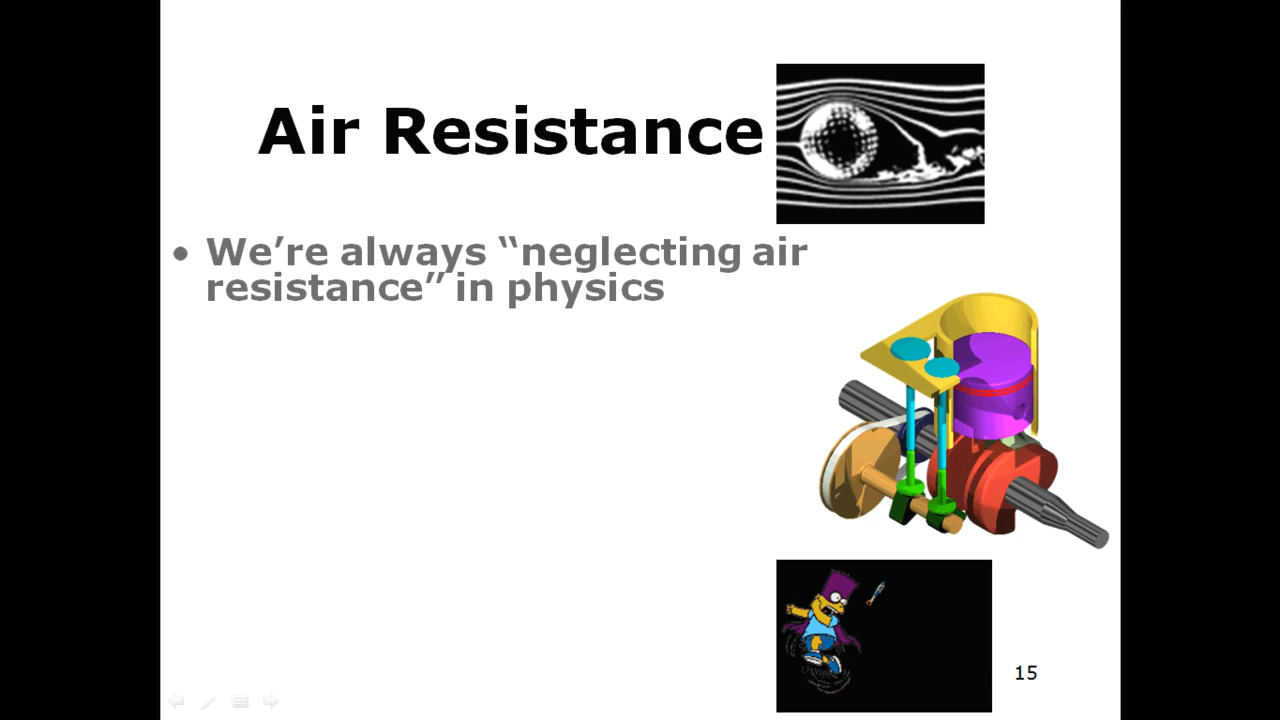 Air Resistance
• We’re always “neglecting air
resistance” in physics
15